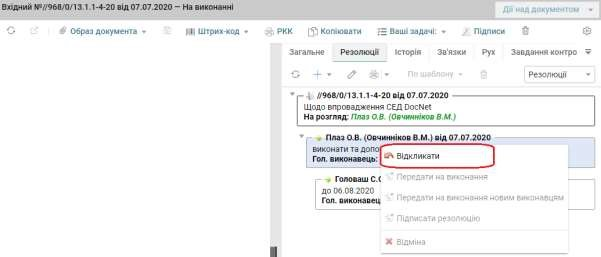 Вхідний №//968/0/13.1.1-4-20 від 07.07.2020 — На виконанні
Дії над документом
Образ документа
Штрих-код
РКК
Копіювати
Ваші задачі:
Підписи
Загальне Резолюції Історія Зв'язки Рух Завдання контро
По шаблону
Резолюції
//968/0/13.1.1-4-20 від 07.07.2020
Щодо впровадження СЕД DocNet
На розгляд: Плаз О.В. (Овчинніков В.М.)
Плаз О.В. (Овчинніков В.М.) від 07.07.2020
виконати та допо
Гол. виконавець:
Відкликати
Передати на виконання
Передати на виконання новим виконавцям
Підписати резолюцію
Відміна
Головаш С.С
до 06.08.2020
Гол. виконавець